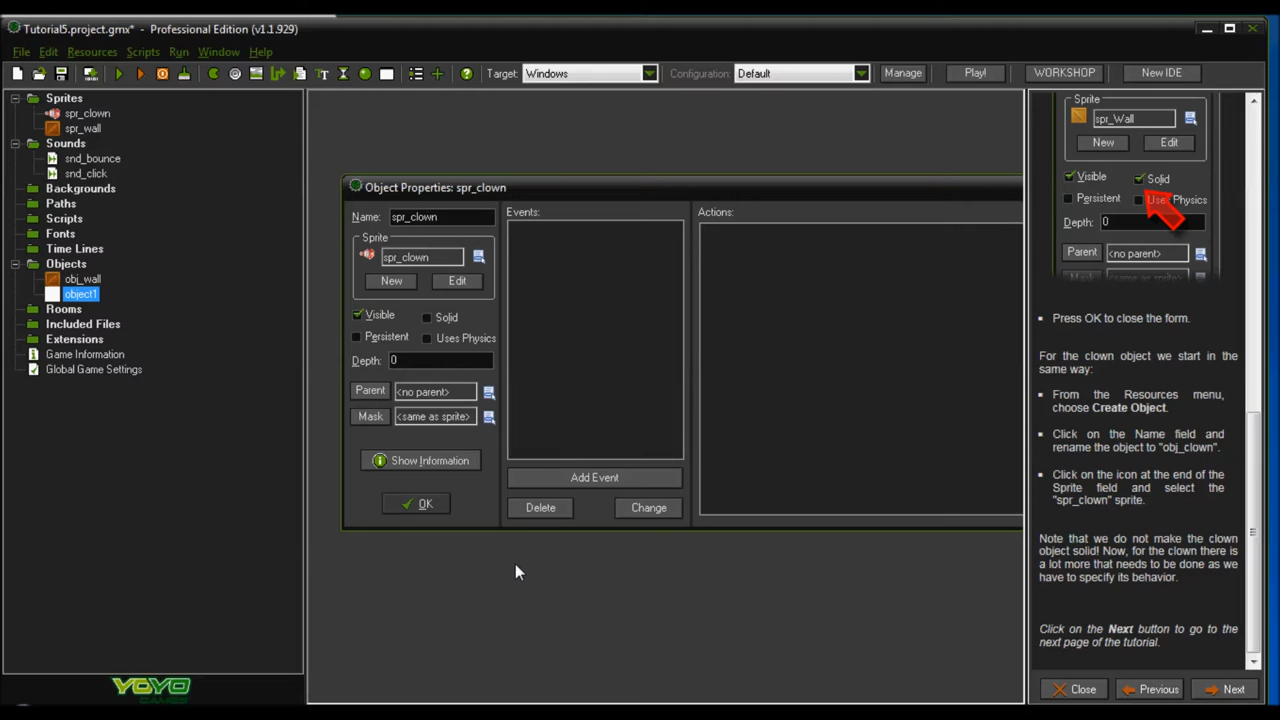 Tutorial5.project.gmx* - Professional Edition (v1.1.929)
File Edit Resources Scripts Run Window Help
Target: Windows Configuration: Default Manage Play! WORKSHOP New IDE
Sprites
spr_clown
spr_wall
Sounds
snd_bounce
snd_click
Backgrounds
Paths
Scripts
Fonts
Time Lines
Objects
obj_wall
object1
Rooms
Included Files
Extensions
Game Information
Global Game Settings
YOYO
GAMES
Object Properties: spr_clown
Name: spr_clown
Sprite
spr_clown
New Edit
Visible Solid
Persistent Uses Physics
Depth: 0
Parent <no parent>
Mask <same as sprite>
Show Information
OK
Events:
Add Event
Delete Change
Actions:
Sprite
spr_Wall
New Edit
Visible Solid
Persistent Uses Physics
Depth: 0
Parent <no parent>
Mask <same as sprite>
Press OK to close the form.
For the clown object we start in the
same way:
From the Resources menu,
choose Create Object.
Click on the Name field and
rename the object to "obj_clown".
Click on the icon at the end of the
Sprite field and select the
"spr_clown" sprite.
Note that we do not make the clown
object solid! Now, for the clown there is
a lot more that needs to be done as we
have to specify its behavior.
Click on the Next button to go to the
next page of the tutorial.
Close Previous Next